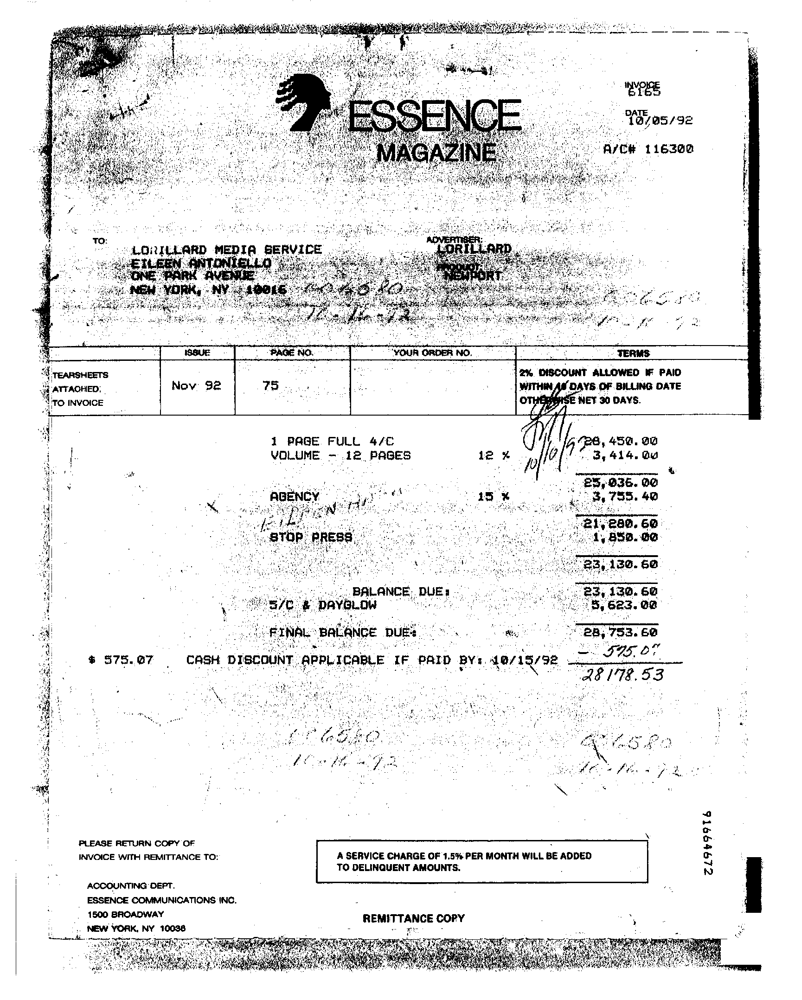 ESSENCE
MAGAZINE
INVOICE
6165
DATE
10/05/92
A/C# 116300
TO:
LORILLARD MEDIA SERVICE
EILEEN ANTONIELLO
ONE PARK AVENUE
NEW YORK, NY 10016
ADVERTISER:
LORILLARD
PRODUCT:
NEWPORT
606580
10-16-92
606580
10-16-92
ISSUE PAGE NO. YOUR ORDER NO. TERMS
TEARSHEETS
ATTACHED,
TO INVOICE
Nov 92 75
2% DISCOUNT ALLOWED IF PAID
WITHIN 10 DAYS OF BILLING DATE
OTHERWISE NET 30 DAYS.
10/10/92
1 PAGE FULL 4/C 28,450.00
VOLUME - 12 PAGES 12 % 3,414.00
25,036.00
AGENCY 15 % 3,755.40
21,280.60
STOP PRESS 1,850.00
23,130.60
BALANCE DUE: 23,130.60
5/C & DAYGLOW 5,623.00
FINAL BALANCE DUE: 28,753.60
- 575.07
$ 575.07 CASH DISCOUNT APPLICABLE IF PAID BY: 10/15/92
28178.53
606580
10-16-92
606580
10-16-92
91664672
PLEASE RETURN COPY OF
INVOICE WITH REMITTANCE TO:
A SERVICE CHARGE OF 1.5% PER MONTH WILL BE ADDED
TO DELINQUENT AMOUNTS.
ACCOUNTING DEPT.
ESSENCE COMMUNICATIONS INC.
1500 BROADWAY
NEW YORK, NY 10036
REMITTANCE COPY